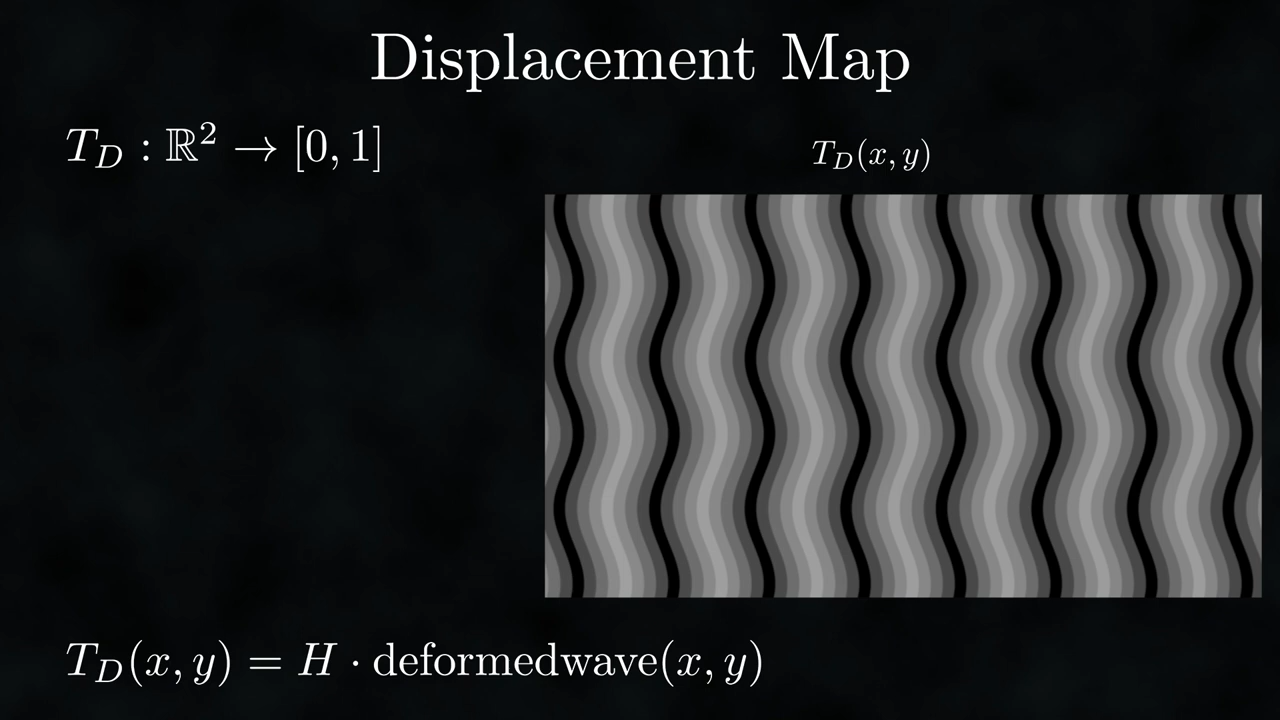 Displacement Map
T_D : ℝ² → [0, 1]
T_D(x, y)
T_D(x, y) = H · deformedwave(x, y)